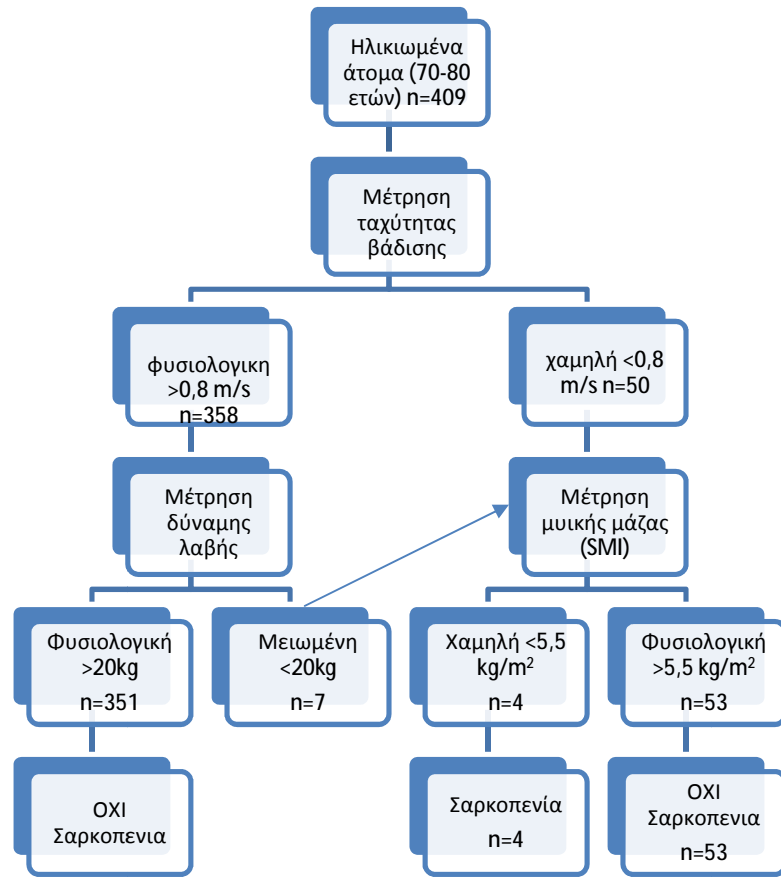 Ηλικιωμένα
άτομα (70-80
ετών) n=409
Μέτρηση
ταχύτητας
βάδισης
φυσιολογικη
>0,8 m/s
n=358
χαμηλή <0,8
m/s n=50
Μέτρηση
δύναμης
λαβής
Μέτρηση
μυικής μάζας
(SMI)
Φυσιολογική
>20kg
n=351
Μειωμένη
<20kg
n=7
Χαμηλή <5,5
kg/m²
n=4
Φυσιολογική
>5,5 kg/m²
n=53
ΟΧΙ
Σαρκοπενια
Σαρκοπενία
n=4
ΟΧΙ
Σαρκοπενια
n=53